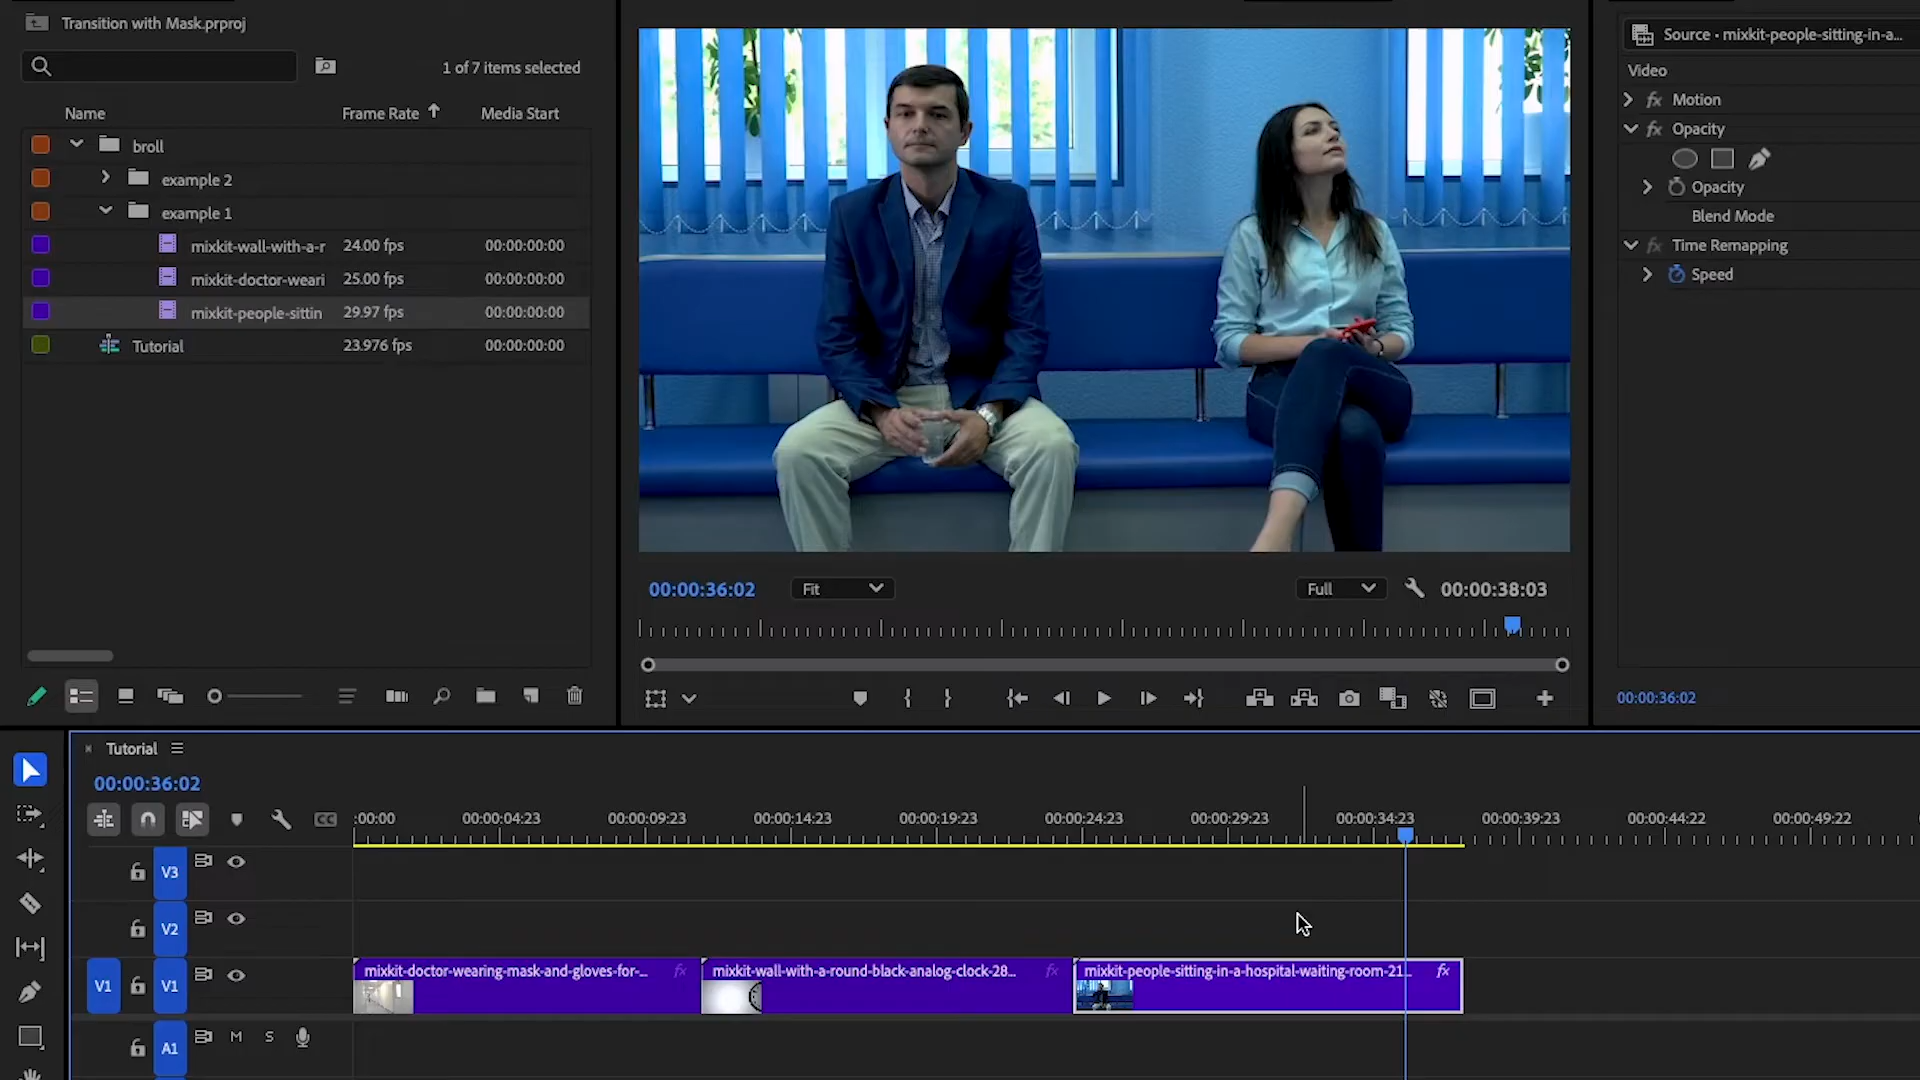 Transition with Mask.prproj
1 of 7 items selected
Name Frame Rate Media Start
broll
example 2
example 1
mixkit-wall-with-a-r 24.00 fps 00:00:00:00
mixkit-doctor-weari 25.00 fps 00:00:00:00
mixkit-people-sittin 29.97 fps 00:00:00:00
Tutorial 23.976 fps 00:00:00:00
00:00:36:02 Fit Full 00:00:38:03
Source • mixkit-people-sitting-in-a...
Video
fx Motion
fx Opacity
Opacity
Blend Mode
fx Time Remapping
Speed
00:00:36:02
Tutorial
00:00:36:02
CC :00:00 00:00:04:23 00:00:09:23 00:00:14:23 00:00:19:23 00:00:24:23 00:00:29:23 00:00:34:23 00:00:39:23 00:00:44:22 00:00:49:22
V3
V2
V1 V1 mixkit-doctor-wearing-mask-and-gloves-for-... fx mixkit-wall-with-a-round-black-analog-clock-28... fx mixkit-people-sitting-in-a-hospital-waiting-room-21... fx
A1 M S